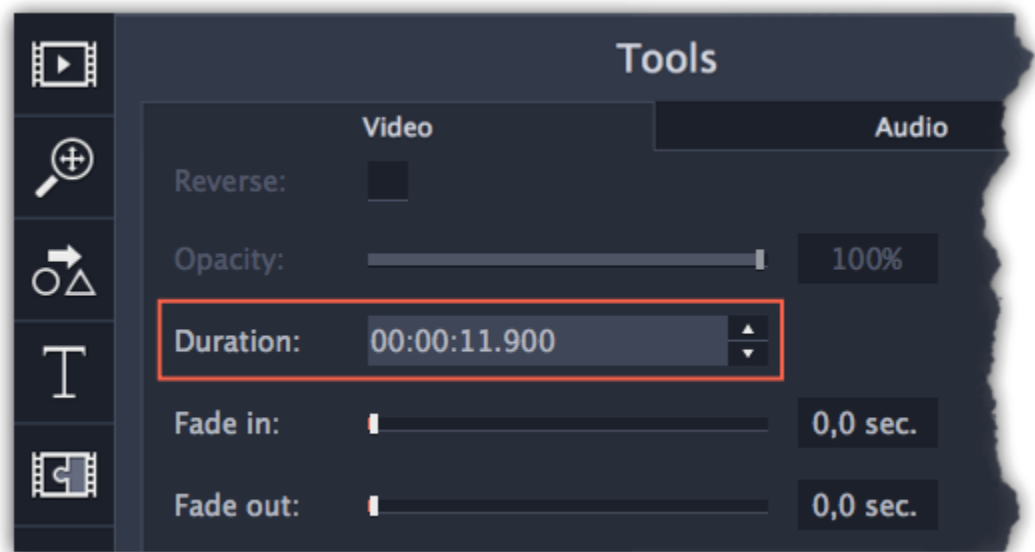 Tools
Video Audio
Reverse:
Opacity: 100%
Duration: 00:00:11.900
Fade in: 0,0 sec.
Fade out: 0,0 sec.